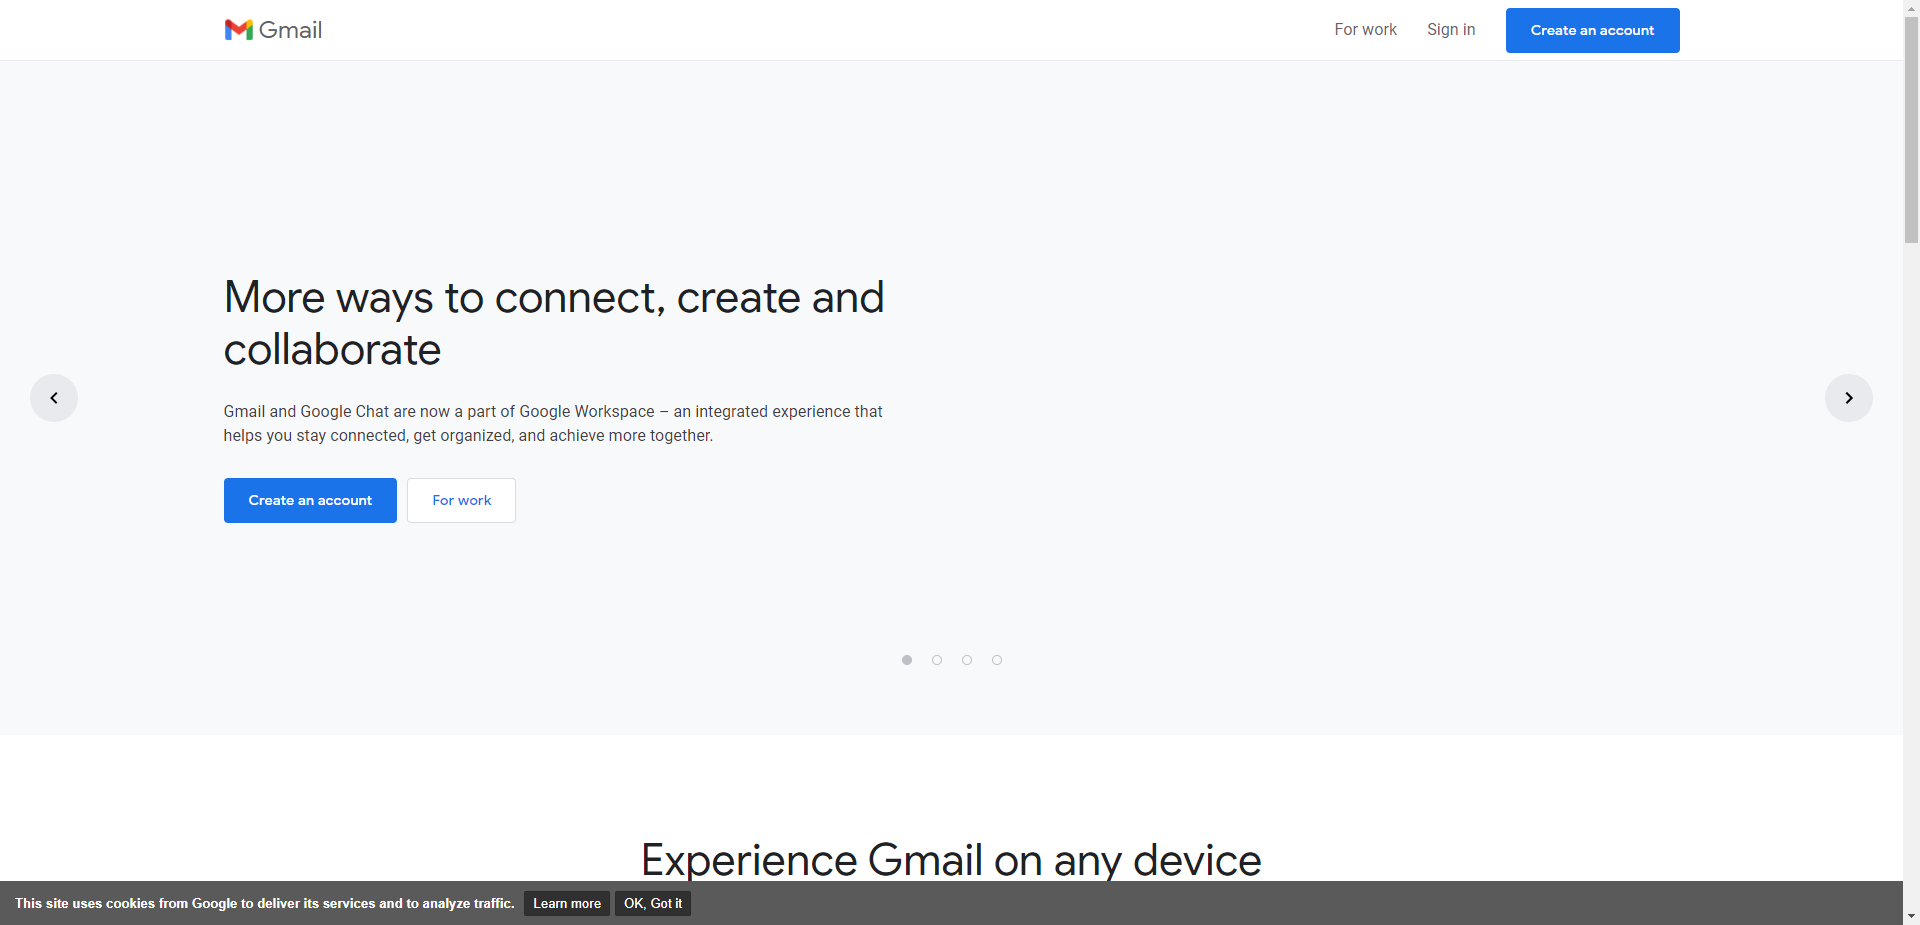 Gmail
For work
Sign in
Create an account
More ways to connect, create and
collaborate
Gmail and Google Chat are now a part of Google Workspace – an integrated experience that
helps you stay connected, get organized, and achieve more together.
Create an account
For work
Experience Gmail on any device
This site uses cookies from Google to deliver its services and to analyze traffic.
Learn more
OK, Got it